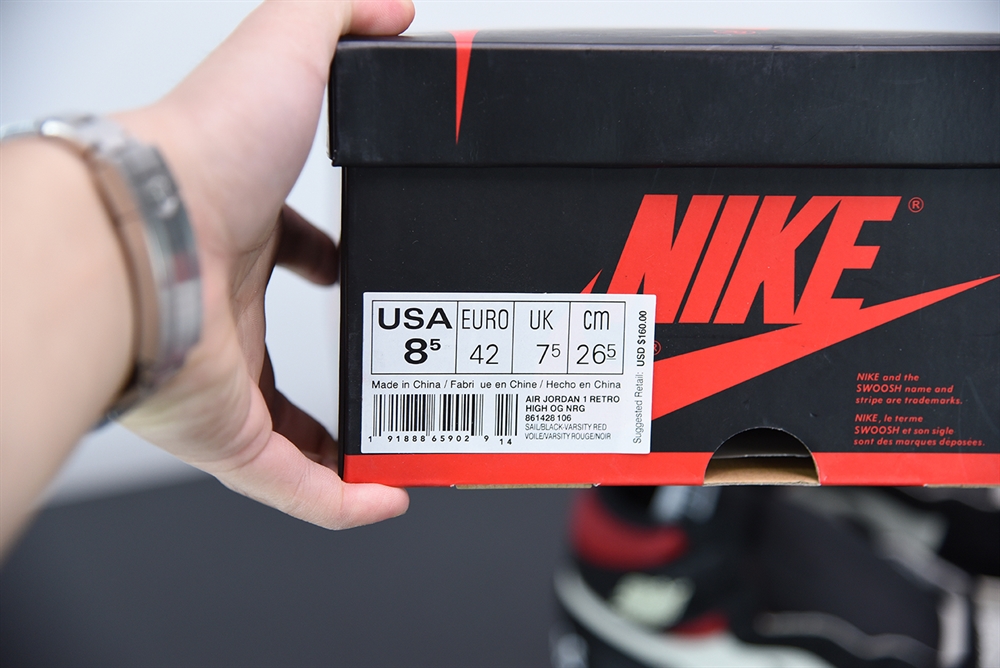 NIKE®
USA EURO UK cm
8⁵ 42 7⁵ 26⁵
Made in China / Fabri ue en Chine / Hecho en China
AIR JORDAN 1 RETRO
HIGH OG NRG
861428 106
SAIL/BLACK-VARSITY RED
VOILE/VARSITY ROUGE/NOIR
1 91888 65902 9 14
Suggested Retail: USD $160.00
®
NIKE and the
SWOOSH name and
stripe are trademarks.
NIKE, le terme
SWOOSH et son sigle
sont des marques déposées.